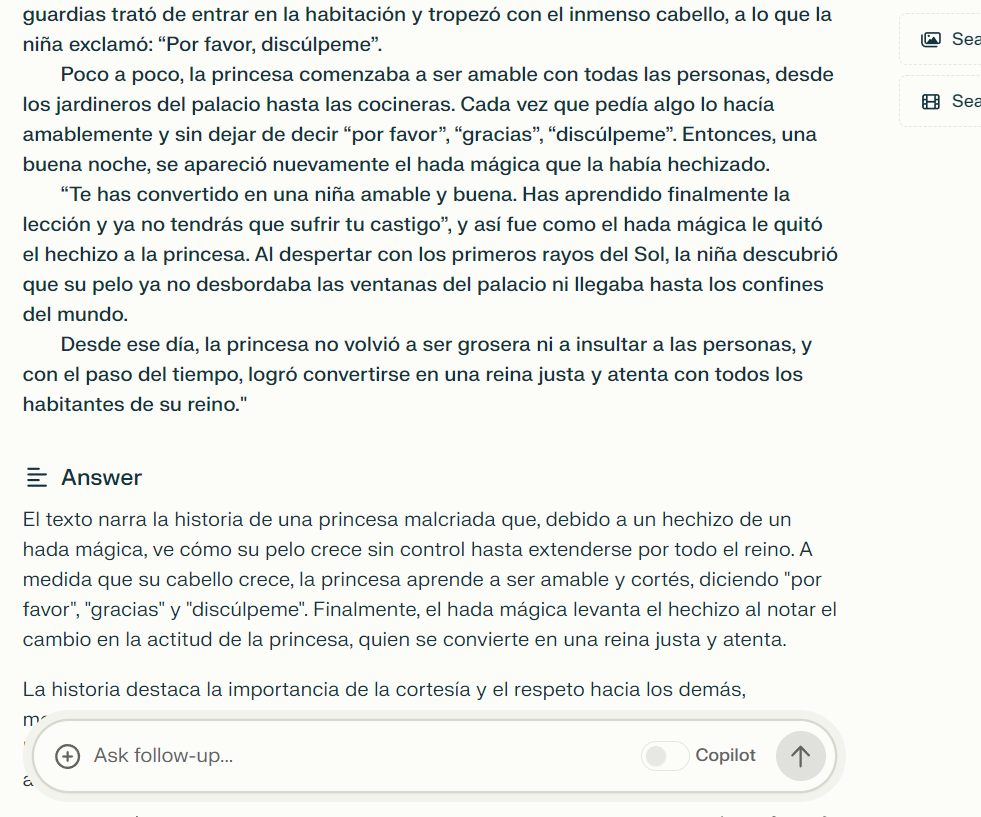 guardias trató de entrar en la habitación y tropezó con el inmenso cabello, a lo que la
niña exclamó: “Por favor, discúlpeme”.
Poco a poco, la princesa comenzaba a ser amable con todas las personas, desde
los jardineros del palacio hasta las cocineras. Cada vez que pedía algo lo hacía
amablemente y sin dejar de decir “por favor”, “gracias”, “discúlpeme”. Entonces, una
buena noche, se apareció nuevamente el hada mágica que la había hechizado.
“Te has convertido en una niña amable y buena. Has aprendido finalmente la
lección y ya no tendrás que sufrir tu castigo”, y así fue como el hada mágica le quitó
el hechizo a la princesa. Al despertar con los primeros rayos del Sol, la niña descubrió
que su pelo ya no desbordaba las ventanas del palacio ni llegaba hasta los confines
del mundo.
Desde ese día, la princesa no volvió a ser grosera ni a insultar a las personas, y
con el paso del tiempo, logró convertirse en una reina justa y atenta con todos los
habitantes de su reino."
Answer
El texto narra la historia de una princesa malcriada que, debido a un hechizo de un
hada mágica, ve cómo su pelo crece sin control hasta extenderse por todo el reino. A
medida que su cabello crece, la princesa aprende a ser amable y cortés, diciendo "por
favor", "gracias" y "discúlpeme". Finalmente, el hada mágica levanta el hechizo al notar el
cambio en la actitud de la princesa, quien se convierte en una reina justa y atenta.
La historia destaca la importancia de la cortesía y el respeto hacia los demás,
Ask follow-up...
Copilot
Sea
Sea